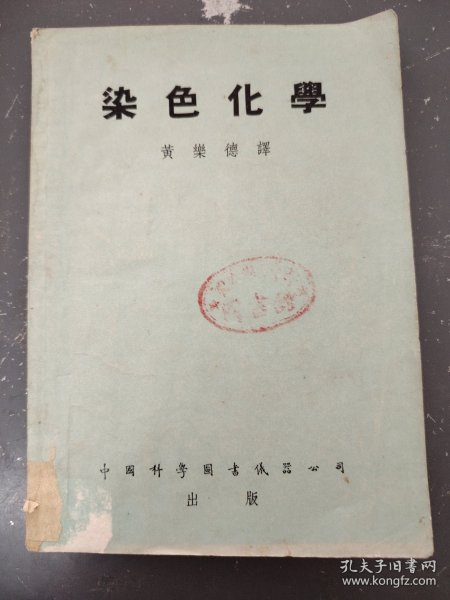 染色化學
黃樂德譯
中國科學圖書儀器公司
出版
孔夫子旧书网
www.kongfz.com